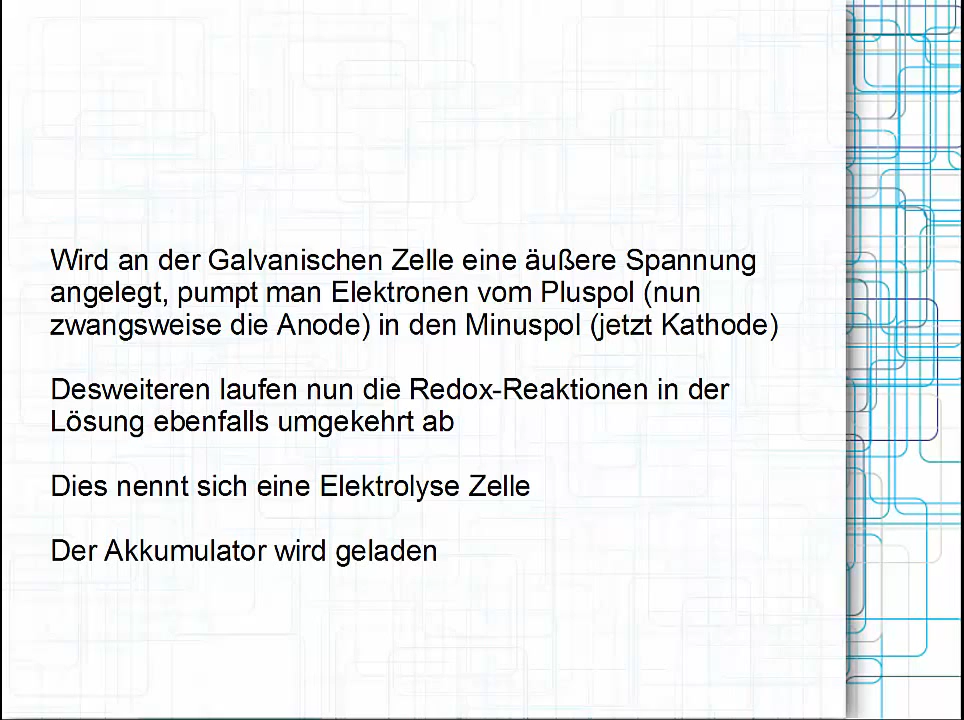 Wird an der Galvanischen Zelle eine äußere Spannung
angelegt, pumpt man Elektronen vom Pluspol (nun
zwangsweise die Anode) in den Minuspol (jetzt Kathode)
Desweiteren laufen nun die Redox-Reaktionen in der
Lösung ebenfalls umgekehrt ab
Dies nennt sich eine Elektrolyse Zelle
Der Akkumulator wird geladen